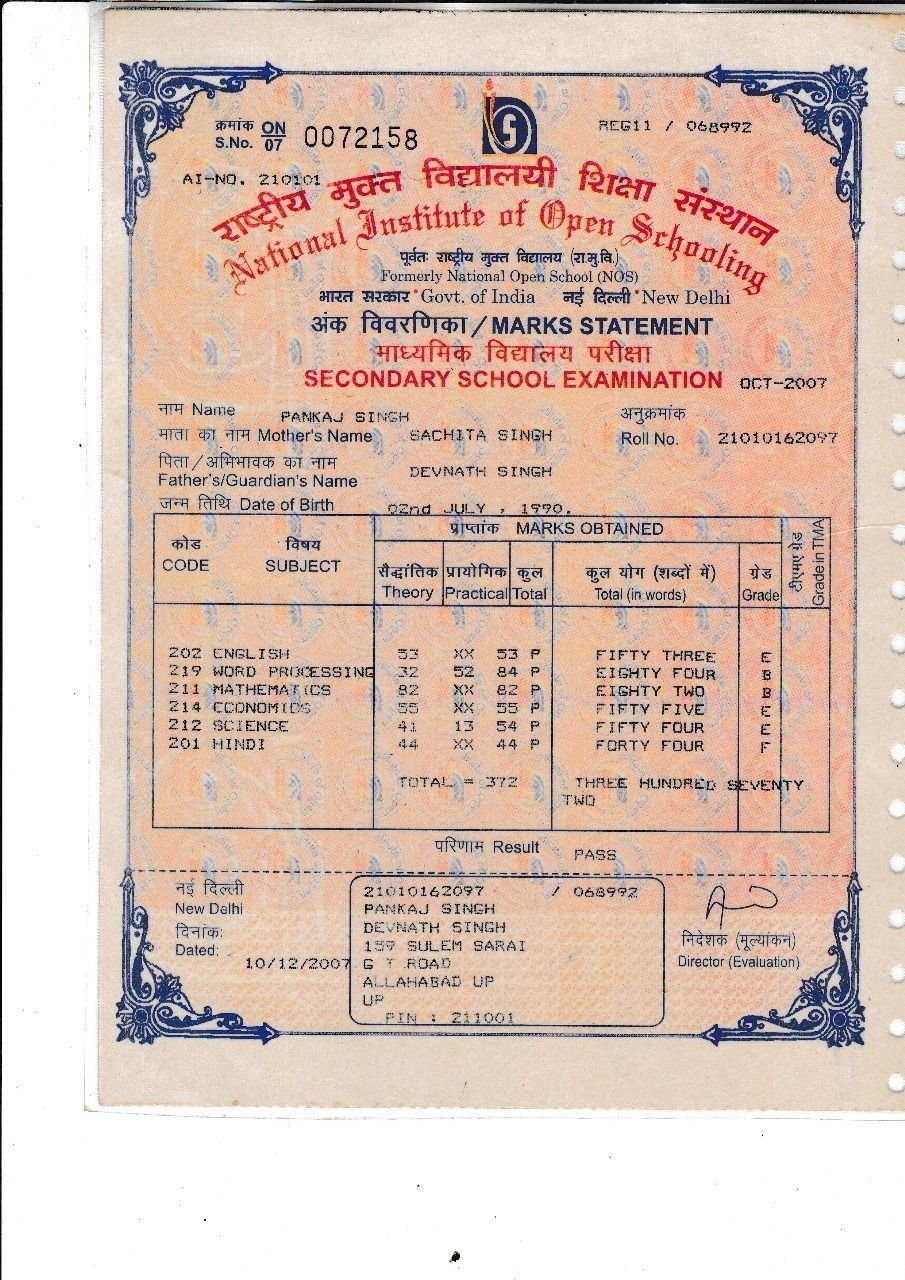 क्रमांक ON
S.No. 07 0072158
REG11 / 068992
AI-NO. 210101
राष्ट्रीय मुक्त विद्यालयी शिक्षा संस्थान
National Institute of Open Schooling
पूर्वतः राष्ट्रीय मुक्त विद्यालय (रा.मु.वि.)
Formerly National Open School (NOS)
भारत सरकार • Govt. of India नई दिल्ली • New Delhi
अंक विवरणिका / MARKS STATEMENT
माध्यमिक विद्यालय परीक्षा
SECONDARY SCHOOL EXAMINATION OCT-2007
नाम Name PANKAJ SINGH अनुक्रमांक
माता का नाम Mother's Name SACHITA SINGH Roll No. 21010162097
पिता / अभिभावक का नाम
Father's/Guardian's Name DEVNATH SINGH
जन्म तिथि Date of Birth 02nd JULY , 1990.
प्राप्तांक MARKS OBTAINED
कोड विषय
CODE SUBJECT
सैद्धांतिक प्रायोगिक कुल कुल योग (शब्दों में) ग्रेड टीएमए ग्रेड
Theory Practical Total Total (in words) Grade Grade in TMA
202 ENGLISH 53 XX 53 P FIFTY THREE E
219 WORD PROCESSING 32 52 84 P EIGHTY FOUR B
211 MATHEMATICS 82 XX 82 P EIGHTY TWO B
214 ECONOMICS 55 XX 55 P FIFTY FIVE E
212 SCIENCE 41 13 54 P FIFTY FOUR E
201 HINDI 44 XX 44 P FORTY FOUR F
TOTAL = 372 THREE HUNDRED SEVENTY
TWO
परिणाम Result PASS
नई दिल्ली
New Delhi
दिनांक:
Dated: 10/12/2007
21010162097 / 068992
PANKAJ SINGH
DEVNATH SINGH
159 SULEM SARAI
G T ROAD
ALLAHABAD UP
UP
PIN : 211001
निदेशक (मूल्यांकन)
Director (Evaluation)